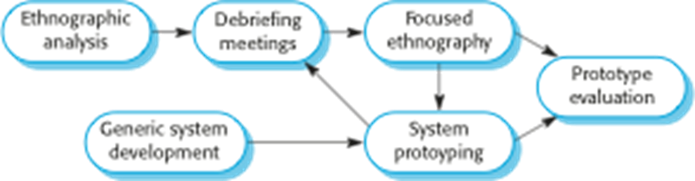 Ethnographic
analysis
Debriefing
meetings
Focused
ethnography
Prototype
evaluation
Generic system
development
System
protoyping